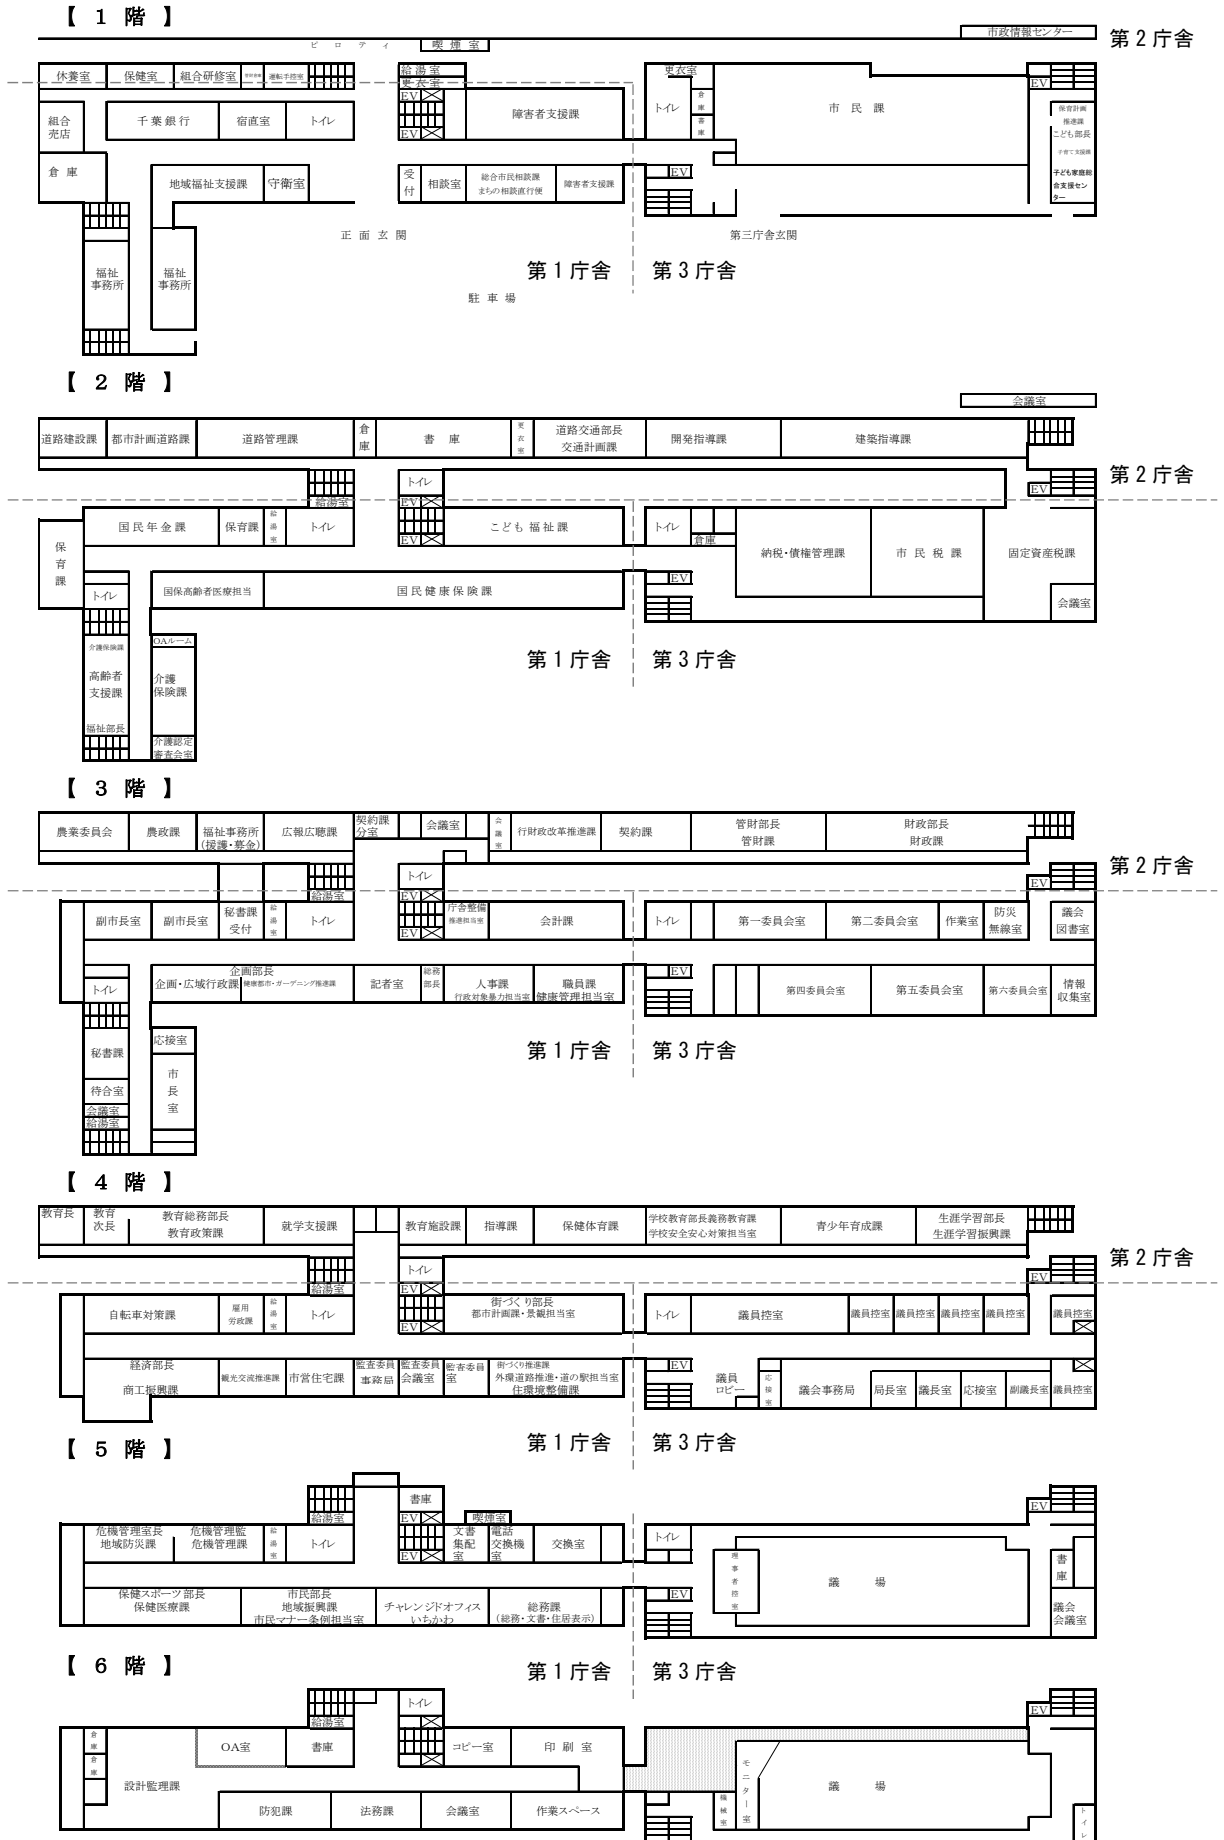 【 1 階 】
ピ ロ テ ィ
喫 煙 室
市政情報センター
第２庁舎
休養室
保健室
組合研修室
運転手控室
給 湯 室
更 衣 室
更衣室
EV
EV
EV
組合
売店
千 葉 銀 行
宿直室
トイレ
障害者支援課
トイレ
倉
庫
書
庫
市 民 課
保育計画
推進課
こども部長
子育て支援課
子ども家庭総
合支援セン
ター
倉 庫
地域福祉支援課
守衛室
受
付
相談室
総合市民相談課
まちの相談直行便
障害者支援課
EV
福祉
事務所
福祉
事務所
正 面 玄 関
第三庁舎玄関
第１庁舎
第３庁舎
駐 車 場
【 2 階 】
会議室
道路建設課
都市計画道路課
道路管理課
倉
庫
書 庫
更
衣
室
道路交通部長
交通計画課
開発指導課
建築指導課
第２庁舎
トイレ
給湯室
EV
EV
EV
保
育
課
国 民 年 金 課
保育課
給
湯
室
トイレ
こども 福 祉 課
トイレ
倉庫
納税・債権管理課
市 民 税 課
固定資産税課
トイレ
国保高齢者医療担当
国 民 健 康 保 険 課
EV
会議室
介護保険課
高齢者
支援課
福祉部長
OAルーム
介護
保険課
介護認定
審査会室
第１庁舎
第３庁舎
【 3 階 】
農業委員会
農政課
福祉事務所
（援護・募金）
広報広聴課
契約課
分室
会議室
会
議
室
行財政改革推進課
契約課
管財部長
管財課
財政部長
財政課
第２庁舎
トイレ
給湯室
EV
EV
EV
副市長室
副市長室
秘書課
受付
給
湯
室
トイレ
庁舎整備
推進担当室
会計課
トイレ
第一委員会室
第二委員会室
作業室
防災
無線室
議会
図書室
トイレ
企画部長
企画・広域行政課
健康都市・ガーデニング推進課
記者室
総務
部長
人事課
行政対象暴力担当室
職員課
健康管理担当室
EV
第四委員会室
第五委員会室
第六委員会室
情報
収集室
秘書課
待合室
会議室
給湯室
応接室
市
長
室
第１庁舎
第３庁舎
【 4 階 】
教育長
教育
次長
教育総務部長
教育政策課
就学支援課
教育施設課
指導課
保健体育課
学校教育部長義務教育課
学校安全安心対策担当室
青少年育成課
生涯学習部長
生涯学習振興課
第２庁舎
トイレ
給湯室
EV
EV
EV
自転車対策課
雇用
労政課
給
湯
室
トイレ
街づくり部長
都市計画課・景観担当室
トイレ
議員控室
議員控室
議員控室
議員控室
議員控室
議員控室
経済部長
商工振興課
観光交流推進課
市営住宅課
監査委員
事務局
監査委員
会議室
監査委員
室
街づくり推進課
外環道路推進・道の駅担当室
住環境整備課
EV
議員
ロビー
応
接
室
議会事務局
局長室
議長室
応接室
副議長室
議員控室
第１庁舎
第３庁舎
【 5 階 】
書庫
給湯室
EV
EV
EV
喫煙室
危機管理室長
地域防災課
危機管理監
危機管理課
給
湯
室
トイレ
文書
集配
室
電話
交換機
室
交換室
トイレ
理
事
者
控
室
議 場
書
庫
議会
会議室
保健スポーツ部長
保健医療課
市民部長
地域振興課
市民マナー条例担当室
チャレンジドオフィス
いちかわ
総務課
（総務・文書・住居表示）
EV
第１庁舎
第３庁舎
【 6 階 】
トイレ
給湯室
EV
倉
庫
倉
庫
設計監理課
OA室
書庫
コピー室
印 刷 室
モ
ニ
タ
ー
室
機
械
室
議 場
ト
イ
レ
防犯課
法務課
会議室
作業スペース